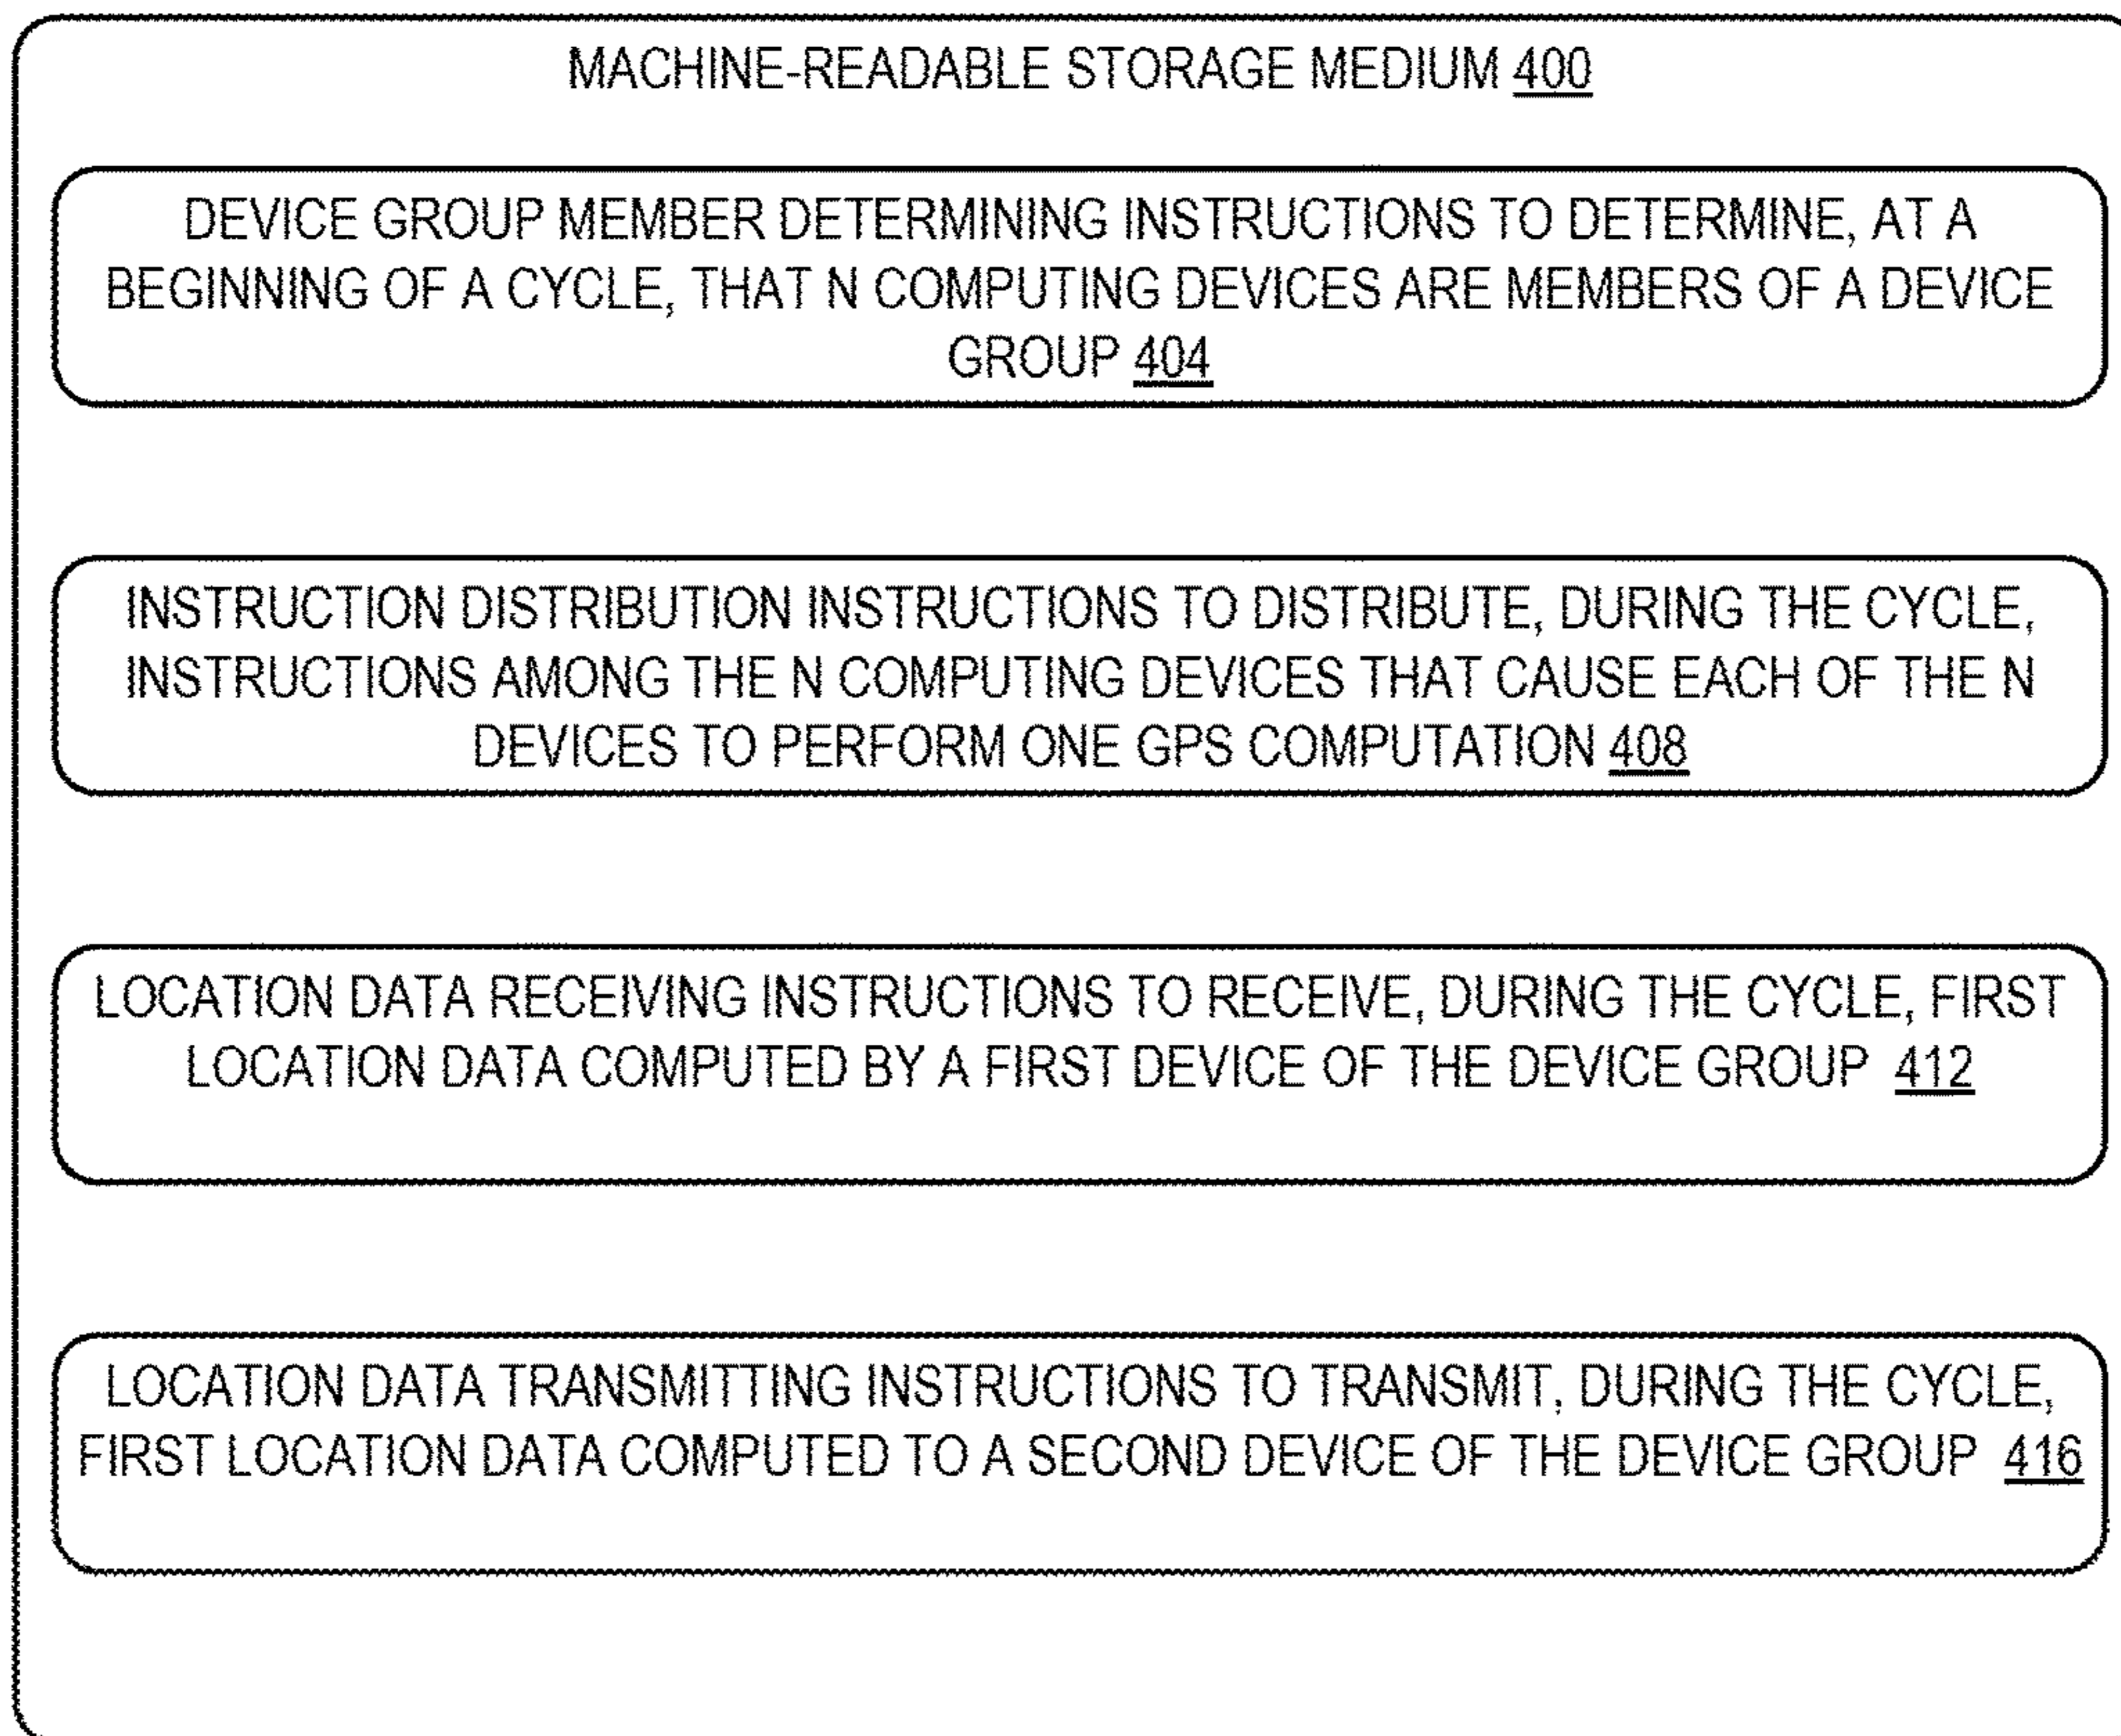 MACHINE-READABLE STORAGE MEDIUM 400
DEVICE GROUP MEMBER DETERMINING INSTRUCTIONS TO DETERMINE, AT A
BEGINNING OF A CYCLE, THAT N COMPUTING DEVICES ARE MEMBERS OF A DEVICE
GROUP 404
INSTRUCTION DISTRIBUTION INSTRUCTIONS TO DISTRIBUTE, DURING THE CYCLE,
INSTRUCTIONS AMONG THE N COMPUTING DEVICES THAT CAUSE EACH OF THE N
DEVICES TO PERFORM ONE GPS COMPUTATION 408
LOCATION DATA RECEIVING INSTRUCTIONS TO RECEIVE, DURING THE CYCLE, FIRST
LOCATION DATA COMPUTED BY A FIRST DEVICE OF THE DEVICE GROUP 412
LOCATION DATA TRANSMITTING INSTRUCTIONS TO TRANSMIT, DURING THE CYCLE,
FIRST LOCATION DATA COMPUTED TO A SECOND DEVICE OF THE DEVICE GROUP 416